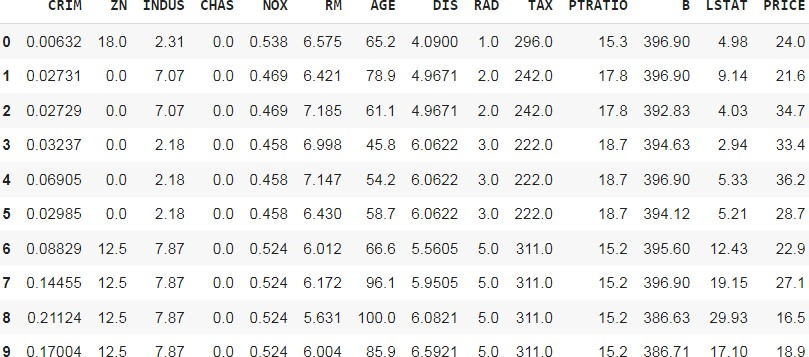 CRIM ZN INDUS CHAS NOX RM AGE DIS RAD TAX PTRATIO B LSTAT PRICE
0 0.00632 18.0 2.31 0.0 0.538 6.575 65.2 4.0900 1.0 296.0 15.3 396.90 4.98 24.0
1 0.02731 0.0 7.07 0.0 0.469 6.421 78.9 4.9671 2.0 242.0 17.8 396.90 9.14 21.6
2 0.02729 0.0 7.07 0.0 0.469 7.185 61.1 4.9671 2.0 242.0 17.8 392.83 4.03 34.7
3 0.03237 0.0 2.18 0.0 0.458 6.998 45.8 6.0622 3.0 222.0 18.7 394.63 2.94 33.4
4 0.06905 0.0 2.18 0.0 0.458 7.147 54.2 6.0622 3.0 222.0 18.7 396.90 5.33 36.2
5 0.02985 0.0 2.18 0.0 0.458 6.430 58.7 6.0622 3.0 222.0 18.7 394.12 5.21 28.7
6 0.08829 12.5 7.87 0.0 0.524 6.012 66.6 5.5605 5.0 311.0 15.2 395.60 12.43 22.9
7 0.14455 12.5 7.87 0.0 0.524 6.172 96.1 5.9505 5.0 311.0 15.2 396.90 19.15 27.1
8 0.21124 12.5 7.87 0.0 0.524 5.631 100.0 6.0821 5.0 311.0 15.2 386.63 29.93 16.5
9 0.17004 12.5 7.87 0.0 0.524 6.004 85.9 6.5921 5.0 311.0 15.2 386.71 17.10 18.9